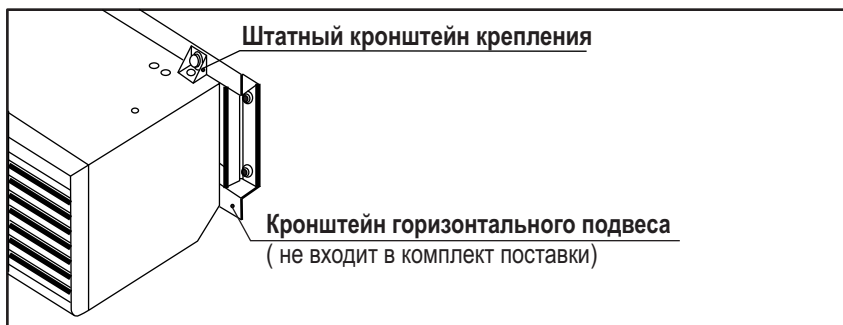 Штатный кронштейн крепления
Кронштейн горизонтального подвеса
( не входит в комплект поставки)